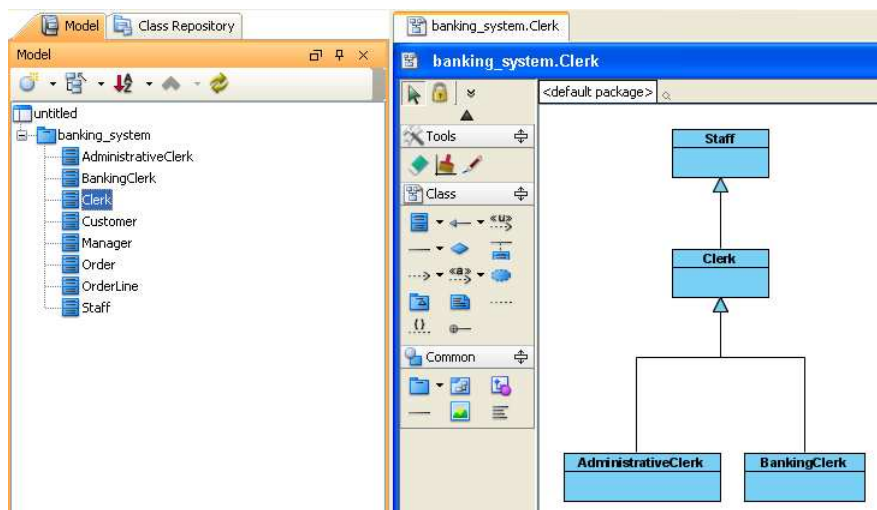 Model
Class Repository
Model
untitled
banking_system
AdministrativeClerk
BankingClerk
Clerk
Customer
Manager
Order
OrderLine
Staff
banking_system.Clerk
banking_system.Clerk
<default package>
Tools
Class
<u>
<a>
{}
Common
Staff
Clerk
AdministrativeClerk
BankingClerk